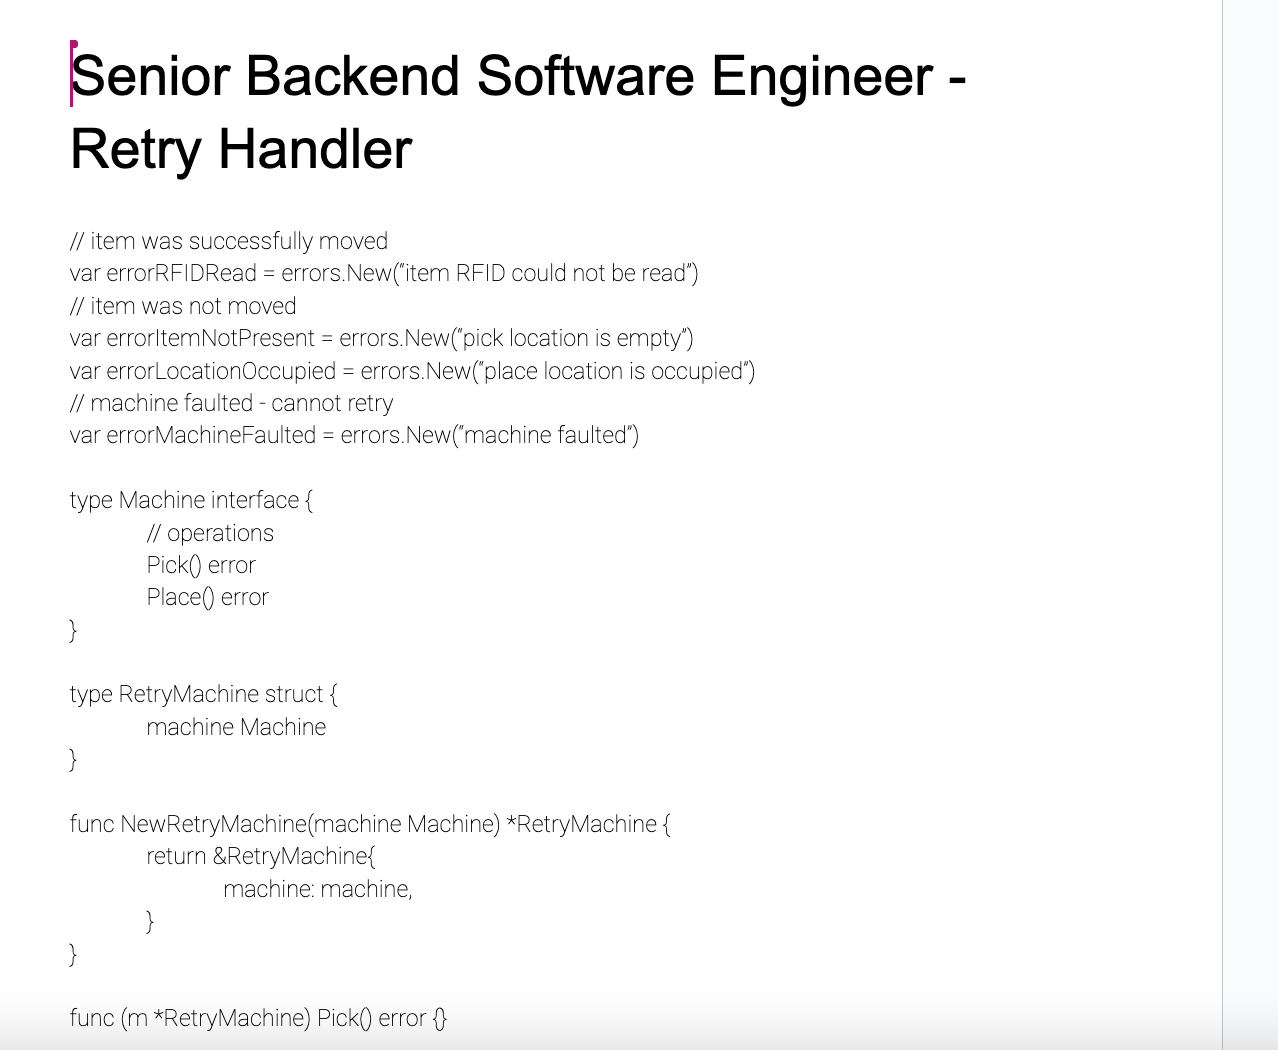 Senior Backend Software Engineer -
Retry Handler
// item was successfully moved
var errorRFIDRead = errors.New(“item RFID could not be read”)
// item was not moved
var errorItemNotPresent = errors.New(“pick location is empty”)
var errorLocationOccupied = errors.New(“place location is occupied”)
// machine faulted - cannot retry
var errorMachineFaulted = errors.New(“machine faulted”)
type Machine interface {
// operations
Pick() error
Place() error
}
type RetryMachine struct {
machine Machine
}
func NewRetryMachine(machine Machine) *RetryMachine {
return &RetryMachine{
machine: machine,
}
}
func (m *RetryMachine) Pick() error {}